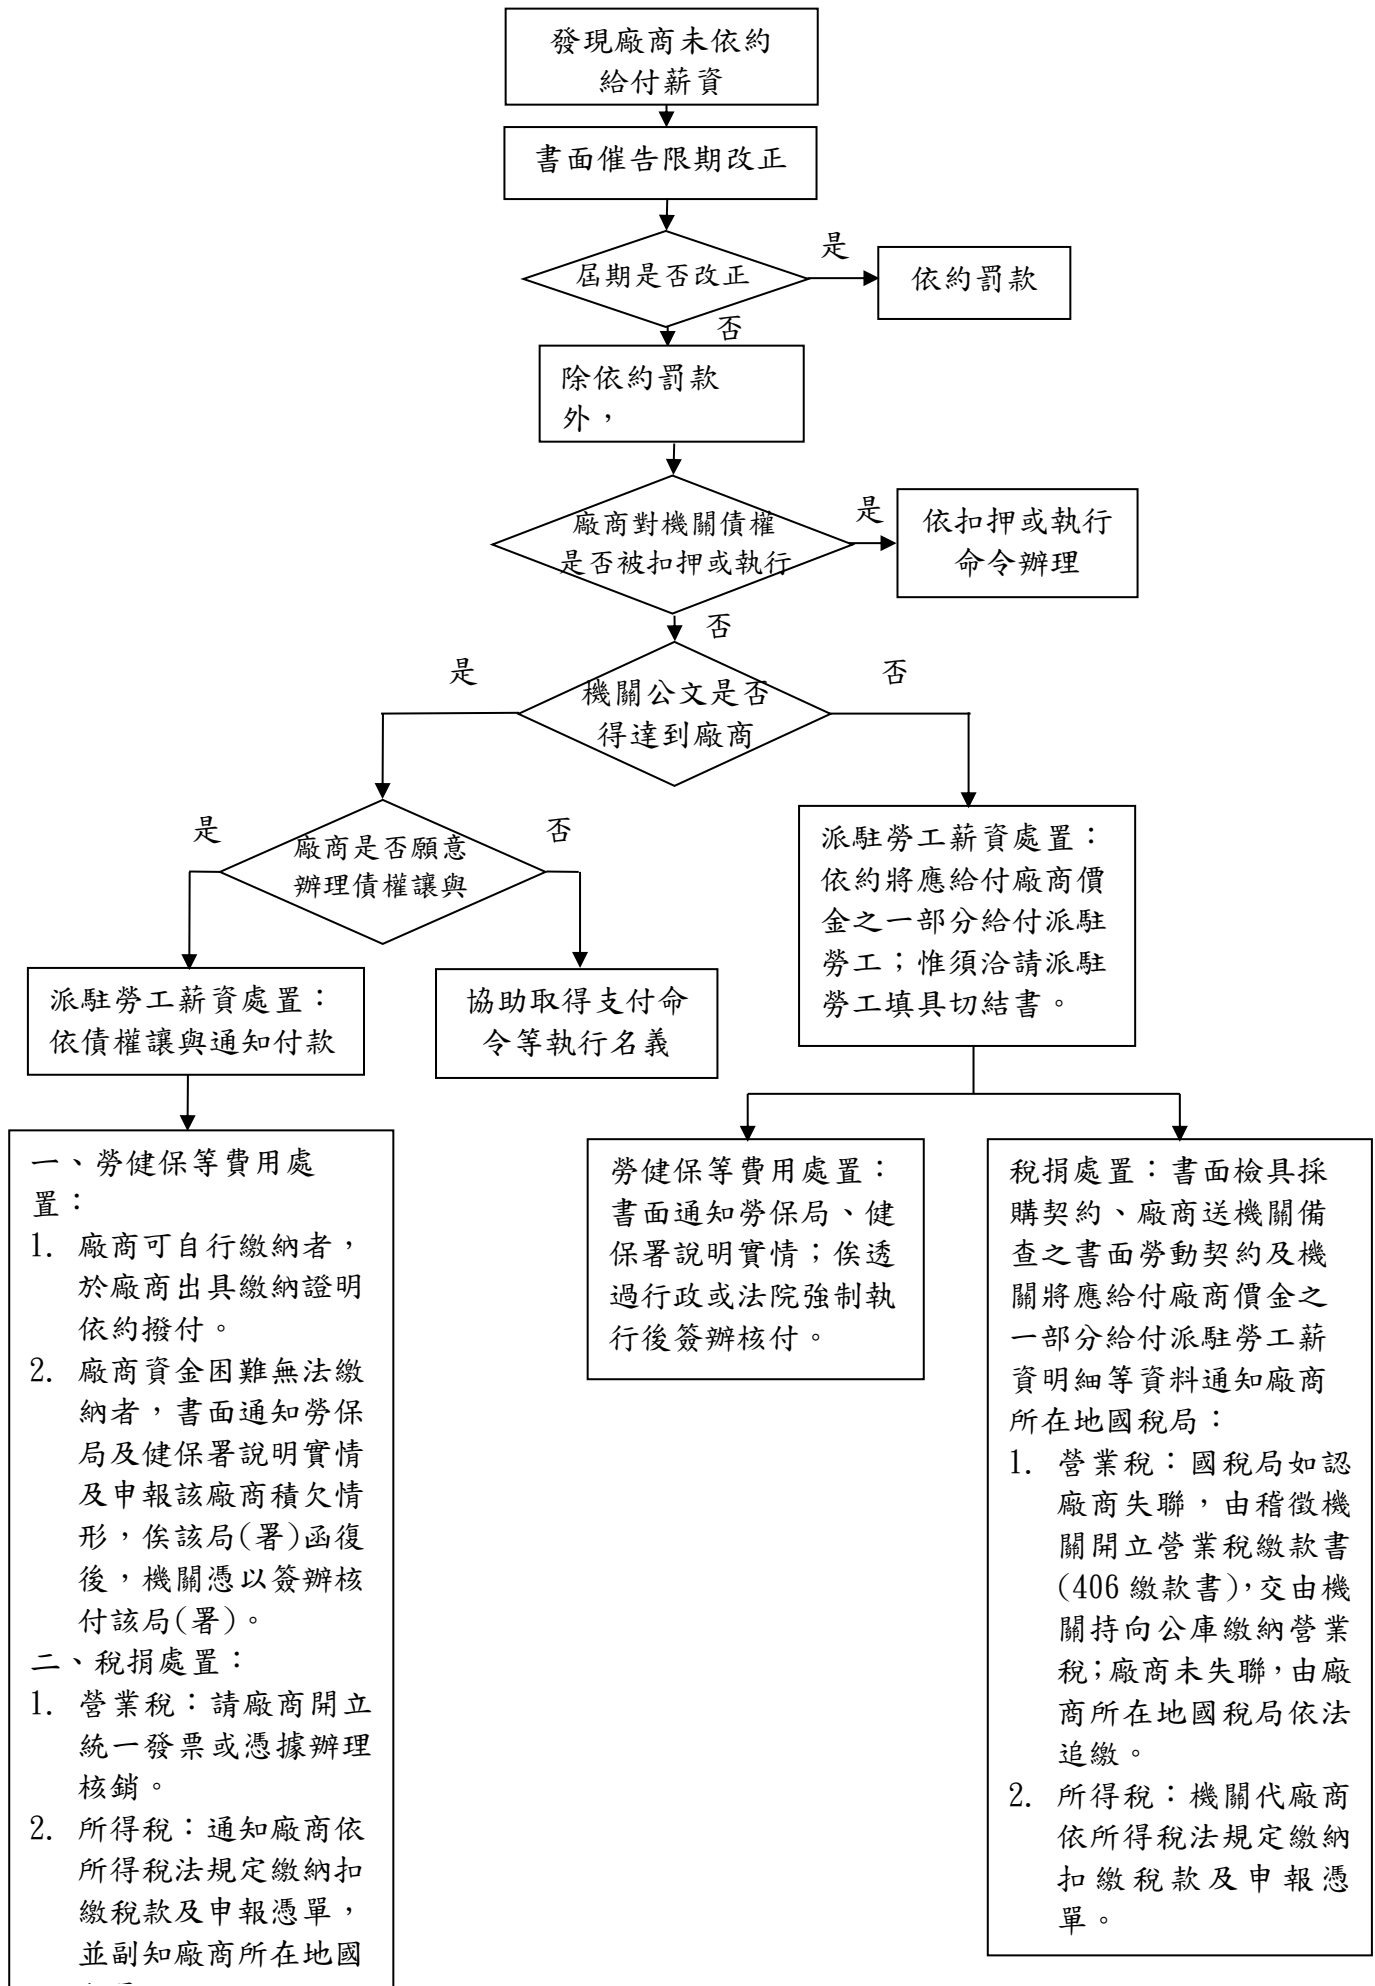 發現廠商未依約
給付薪資
書面催告限期改正
屆期是否改正
是
依約罰款
否
除依約罰款
外，
廠商對機關債權
是否被扣押或執行
是
依扣押或執行
命令辦理
否
機關公文是否
得達到廠商
是
否
廠商是否願意
辦理債權讓與
是
否
派駐勞工薪資處置：
依債權讓與通知付款
協助取得支付命
令等執行名義
派駐勞工薪資處置：
依約將應給付廠商價
金之一部分給付派駐
勞工；惟須洽請派駐
勞工填具切結書。
一、勞健保等費用處
置：
1. 廠商可自行繳納者，
於廠商出具繳納證明
依約撥付。
2. 廠商資金困難無法繳
納者，書面通知勞保
局及健保署說明實情
及申報該廠商積欠情
形，俟該局(署)函復
後，機關憑以簽辦核
付該局(署)。
二、稅捐處置：
1. 營業稅：請廠商開立
統一發票或憑據辦理
核銷。
2. 所得稅：通知廠商依
所得稅法規定繳納扣
繳稅款及申報憑單，
並副知廠商所在地國
勞健保等費用處置：
書面通知勞保局、健
保署說明實情；俟透
過行政或法院強制執
行後簽辦核付。
稅捐處置：書面檢具採
購契約、廠商送機關備
查之書面勞動契約及機
關將應給付廠商價金之
一部分給付派駐勞工薪
資明細等資料通知廠商
所在地國稅局：
1. 營業稅：國稅局如認
廠商失聯，由稽徵機
關開立營業稅繳款書
(406 繳款書)，交由機
關持向公庫繳納營業
稅；廠商未失聯，由廠
商所在地國稅局依法
追繳。
2. 所得稅：機關代廠商
依所得稅法規定繳納
扣繳稅款及申報憑
單。